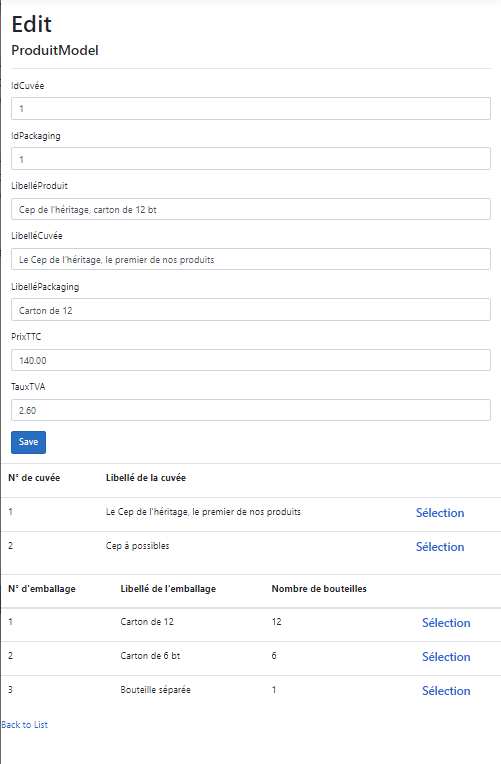 Edit
ProduitModel
IdCuvée
1
IdPackaging
1
LibelléProduit
Cep de l'héritage, carton de 12 bt
LibelléCuvée
Le Cep de l'héritage, le premier de nos produits
LibelléPackaging
Carton de 12
PrixTTC
140.00
TauxTVA
2.60
Save
N° de cuvée Libellé de la cuvée
1 Le Cep de l'héritage, le premier de nos produits Sélection
2 Cep à possibles Sélection
N° d'emballage Libellé de l'emballage Nombre de bouteilles
1 Carton de 12 12 Sélection
2 Carton de 6 bt 6 Sélection
3 Bouteille séparée 1 Sélection
Back to List